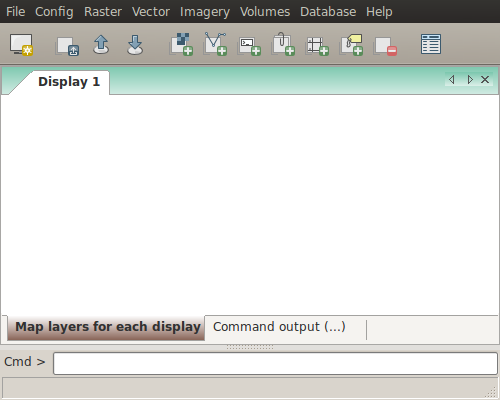 File Config Raster Vector Imagery Volumes Database Help
Display 1
Map layers for each display Command output (...)
Cmd >